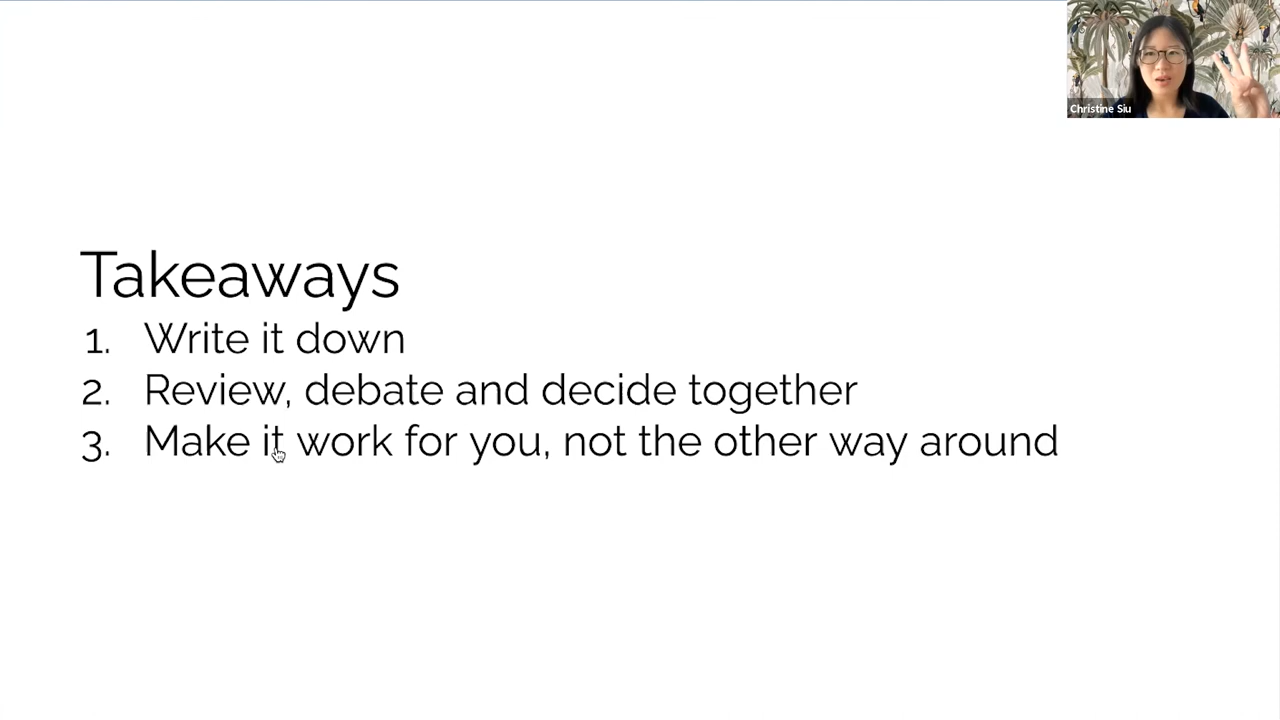 Christine Siu
Takeaways
1. Write it down
2. Review, debate and decide together
3. Make it work for you, not the other way around